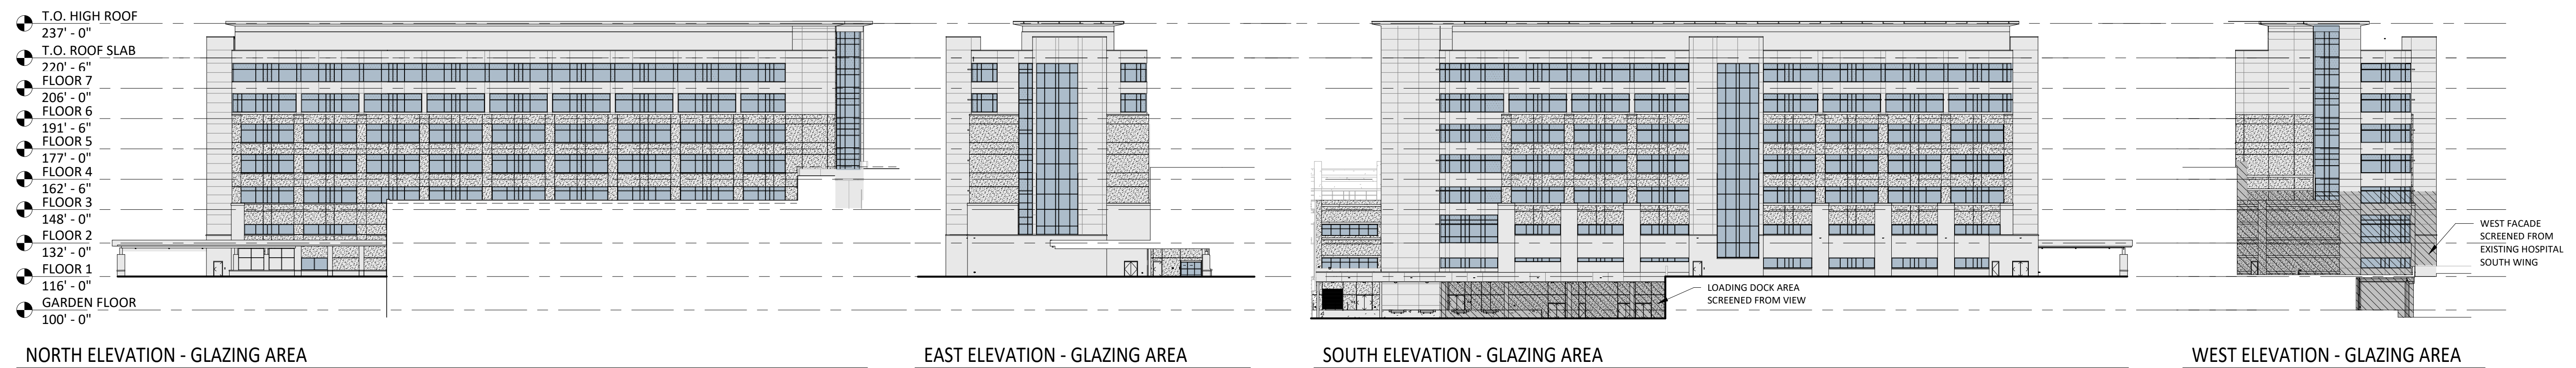 T.O. HIGH ROOF
237' - 0"
T.O. ROOF SLAB
220' - 6"
FLOOR 7
206' - 0"
FLOOR 6
191' - 6"
FLOOR 5
177' - 0"
FLOOR 4
162' - 6"
FLOOR 3
148' - 0"
FLOOR 2
132' - 0"
FLOOR 1
116' - 0"
GARDEN FLOOR
100' - 0"
LOADING DOCK AREA
SCREENED FROM VIEW
WEST FACADE
SCREENED FROM
EXISTING HOSPITAL
SOUTH WING
NORTH ELEVATION - GLAZING AREA
EAST ELEVATION - GLAZING AREA
SOUTH ELEVATION - GLAZING AREA
WEST ELEVATION - GLAZING AREA